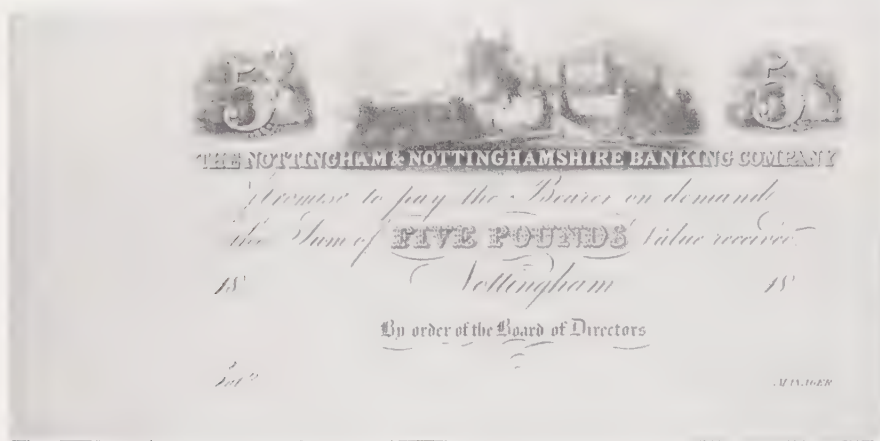 5 5
THE NOTTINGHAM & NOTTINGHAMSHIRE BANKING COMPANY
Promise to pay the Bearer on demand
the Sum of FIVE POUNDS Value received
18 Nottingham 18
By order of the Board of Directors
Ent.d MANAGER